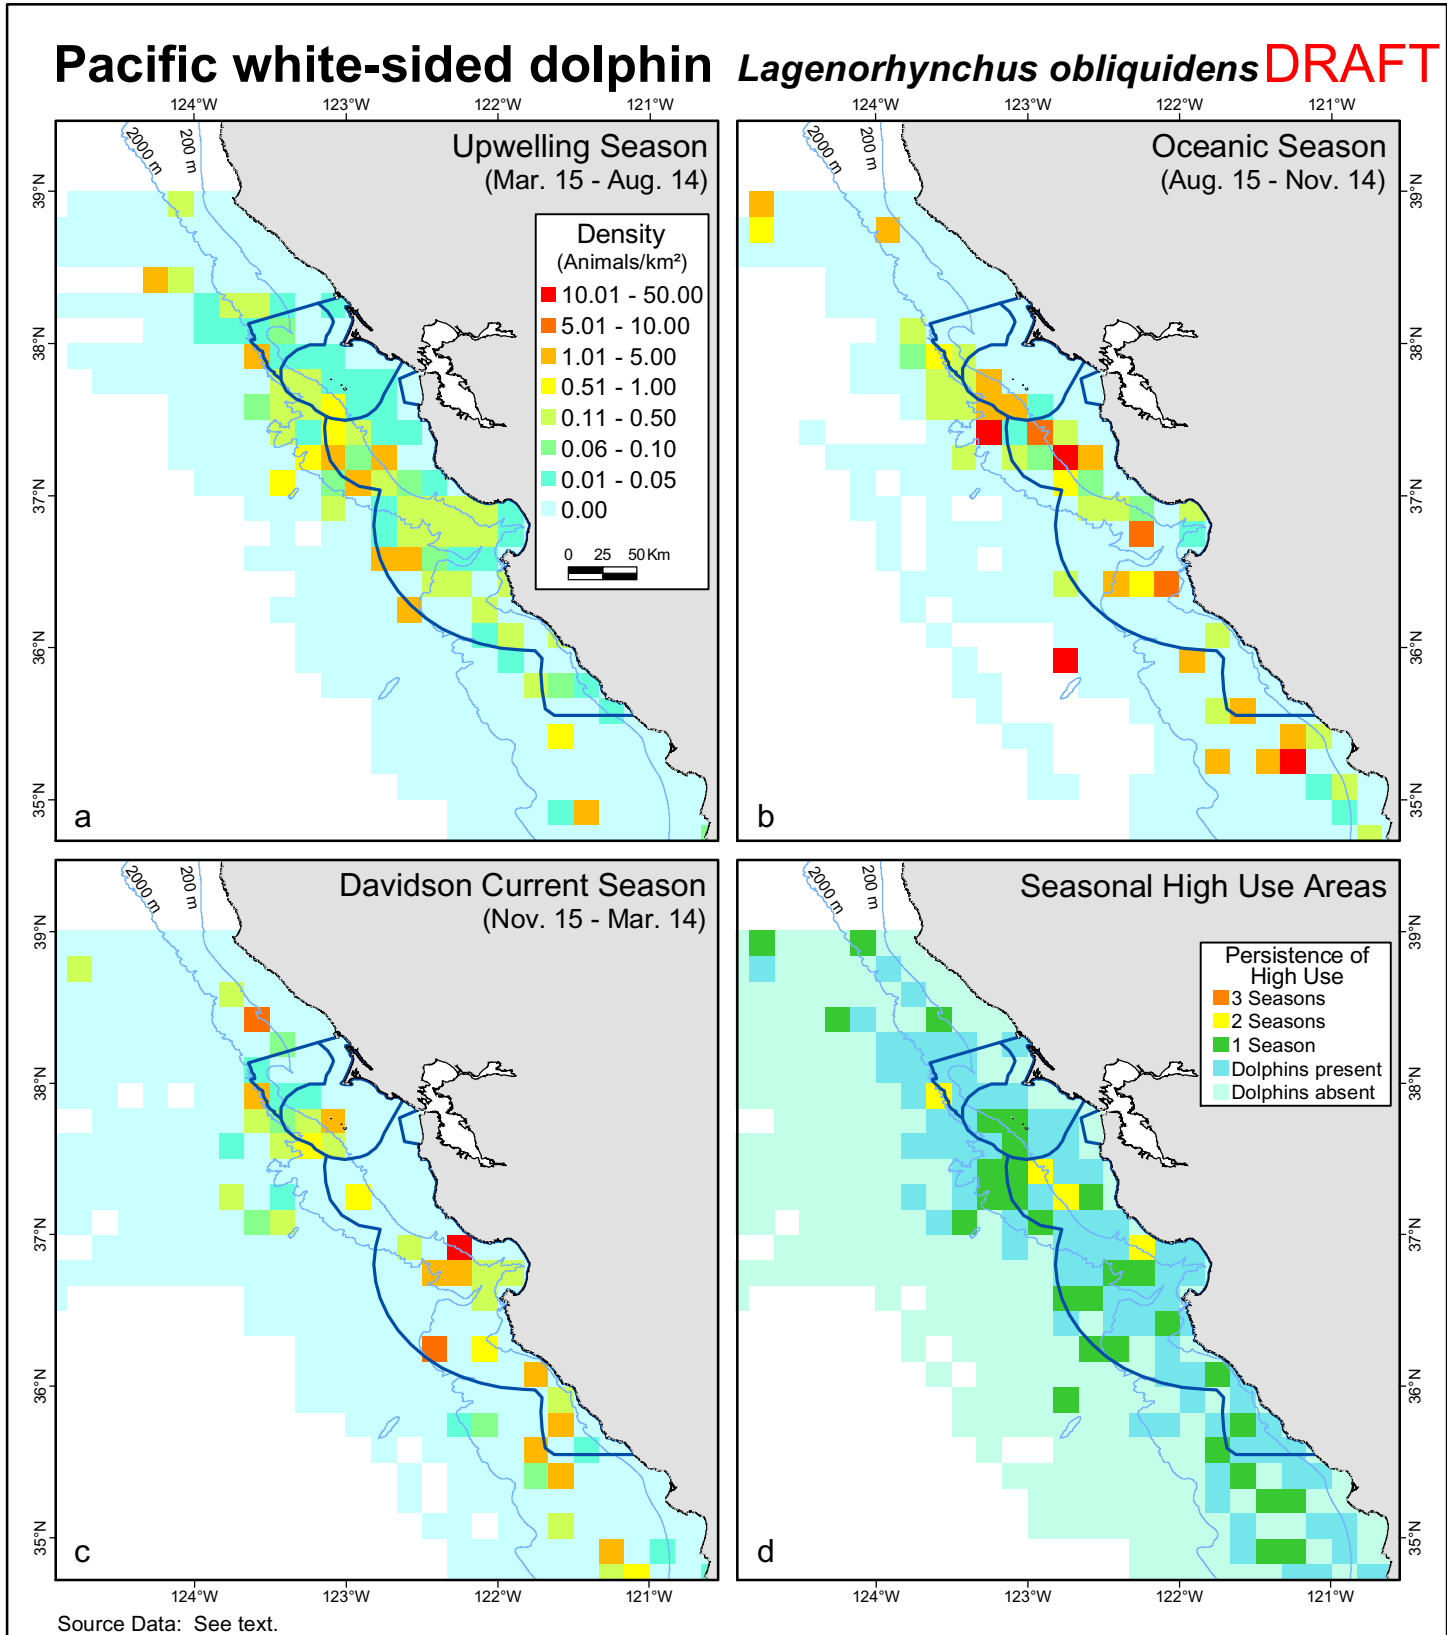 Pacific white-sided dolphin Lagenorhynchus obliquidens DRAFT
124°W 123°W 122°W 121°W
124°W 123°W 122°W 121°W
2000 m
200 m
Upwelling Season
(Mar. 15 - Aug. 14)
39°N
38°N
37°N
36°N
35°N
Density
(Animals/km²)
10.01 - 50.00
5.01 - 10.00
1.01 - 5.00
0.51 - 1.00
0.11 - 0.50
0.06 - 0.10
0.01 - 0.05
0.00
0 25 50 Km
a
2000 m
200 m
Oceanic Season
(Aug. 15 - Nov. 14)
39°N
38°N
37°N
36°N
35°N
b
2000 m
200 m
Davidson Current Season
(Nov. 15 - Mar. 14)
39°N
38°N
37°N
36°N
35°N
c
2000 m
200 m
Seasonal High Use Areas
Persistence of
High Use
3 Seasons
2 Seasons
1 Season
Dolphins present
Dolphins absent
39°N
38°N
37°N
36°N
35°N
d
124°W 123°W 122°W 121°W
124°W 123°W 122°W 121°W
Source Data: See text.